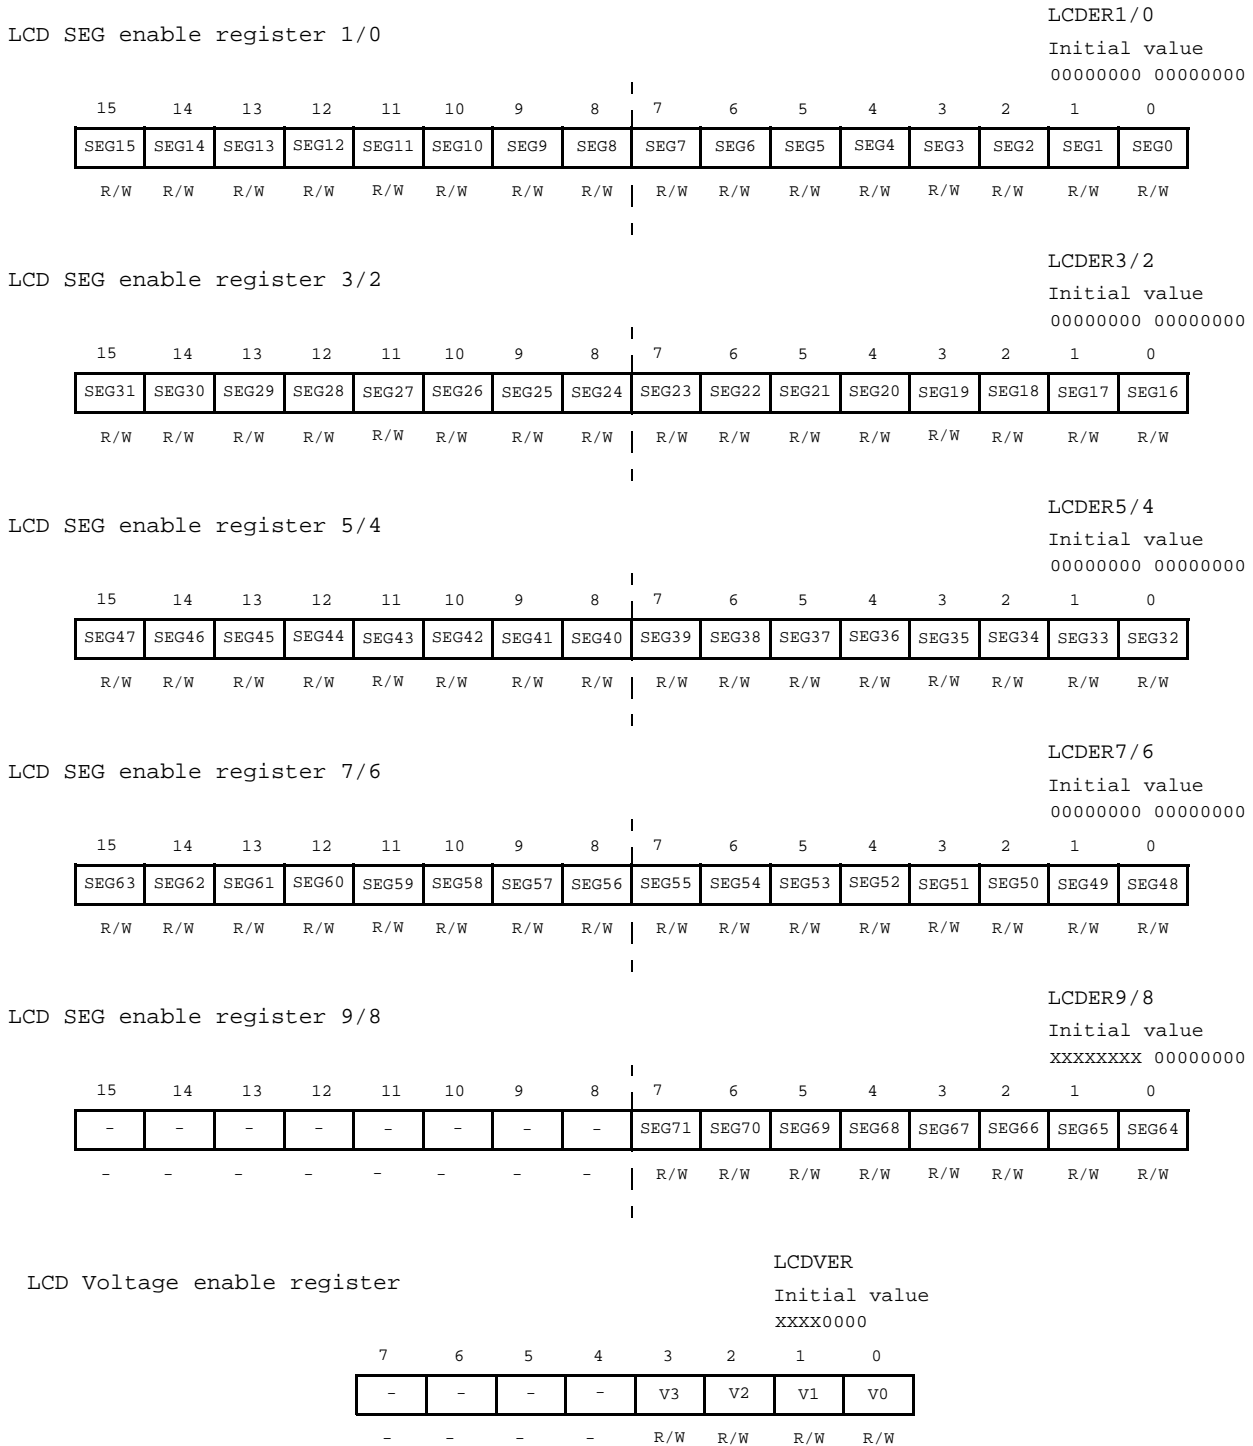 LCDER1/0
LCD SEG enable register 1/0
Initial value
00000000 00000000
15 14 13 12 11 10 9 8 7 6 5 4 3 2 1 0
SEG15 SEG14 SEG13 SEG12 SEG11 SEG10 SEG9 SEG8 SEG7 SEG6 SEG5 SEG4 SEG3 SEG2 SEG1 SEG0
R/W R/W R/W R/W R/W R/W R/W R/W R/W R/W R/W R/W R/W R/W R/W R/W
LCDER3/2
LCD SEG enable register 3/2
Initial value
00000000 00000000
15 14 13 12 11 10 9 8 7 6 5 4 3 2 1 0
SEG31 SEG30 SEG29 SEG28 SEG27 SEG26 SEG25 SEG24 SEG23 SEG22 SEG21 SEG20 SEG19 SEG18 SEG17 SEG16
R/W R/W R/W R/W R/W R/W R/W R/W R/W R/W R/W R/W R/W R/W R/W R/W
LCDER5/4
LCD SEG enable register 5/4
Initial value
00000000 00000000
15 14 13 12 11 10 9 8 7 6 5 4 3 2 1 0
SEG47 SEG46 SEG45 SEG44 SEG43 SEG42 SEG41 SEG40 SEG39 SEG38 SEG37 SEG36 SEG35 SEG34 SEG33 SEG32
R/W R/W R/W R/W R/W R/W R/W R/W R/W R/W R/W R/W R/W R/W R/W R/W
LCDER7/6
LCD SEG enable register 7/6
Initial value
00000000 00000000
15 14 13 12 11 10 9 8 7 6 5 4 3 2 1 0
SEG63 SEG62 SEG61 SEG60 SEG59 SEG58 SEG57 SEG56 SEG55 SEG54 SEG53 SEG52 SEG51 SEG50 SEG49 SEG48
R/W R/W R/W R/W R/W R/W R/W R/W R/W R/W R/W R/W R/W R/W R/W R/W
LCDER9/8
LCD SEG enable register 9/8
Initial value
XXXXXXXX 00000000
15 14 13 12 11 10 9 8 7 6 5 4 3 2 1 0
- - - - - - - - SEG71 SEG70 SEG69 SEG68 SEG67 SEG66 SEG65 SEG64
- - - - - - - - R/W R/W R/W R/W R/W R/W R/W R/W
LCDVER
LCD Voltage enable register
Initial value
XXXX0000
7 6 5 4 3 2 1 0
- - - - V3 V2 V1 V0
- - - - R/W R/W R/W R/W